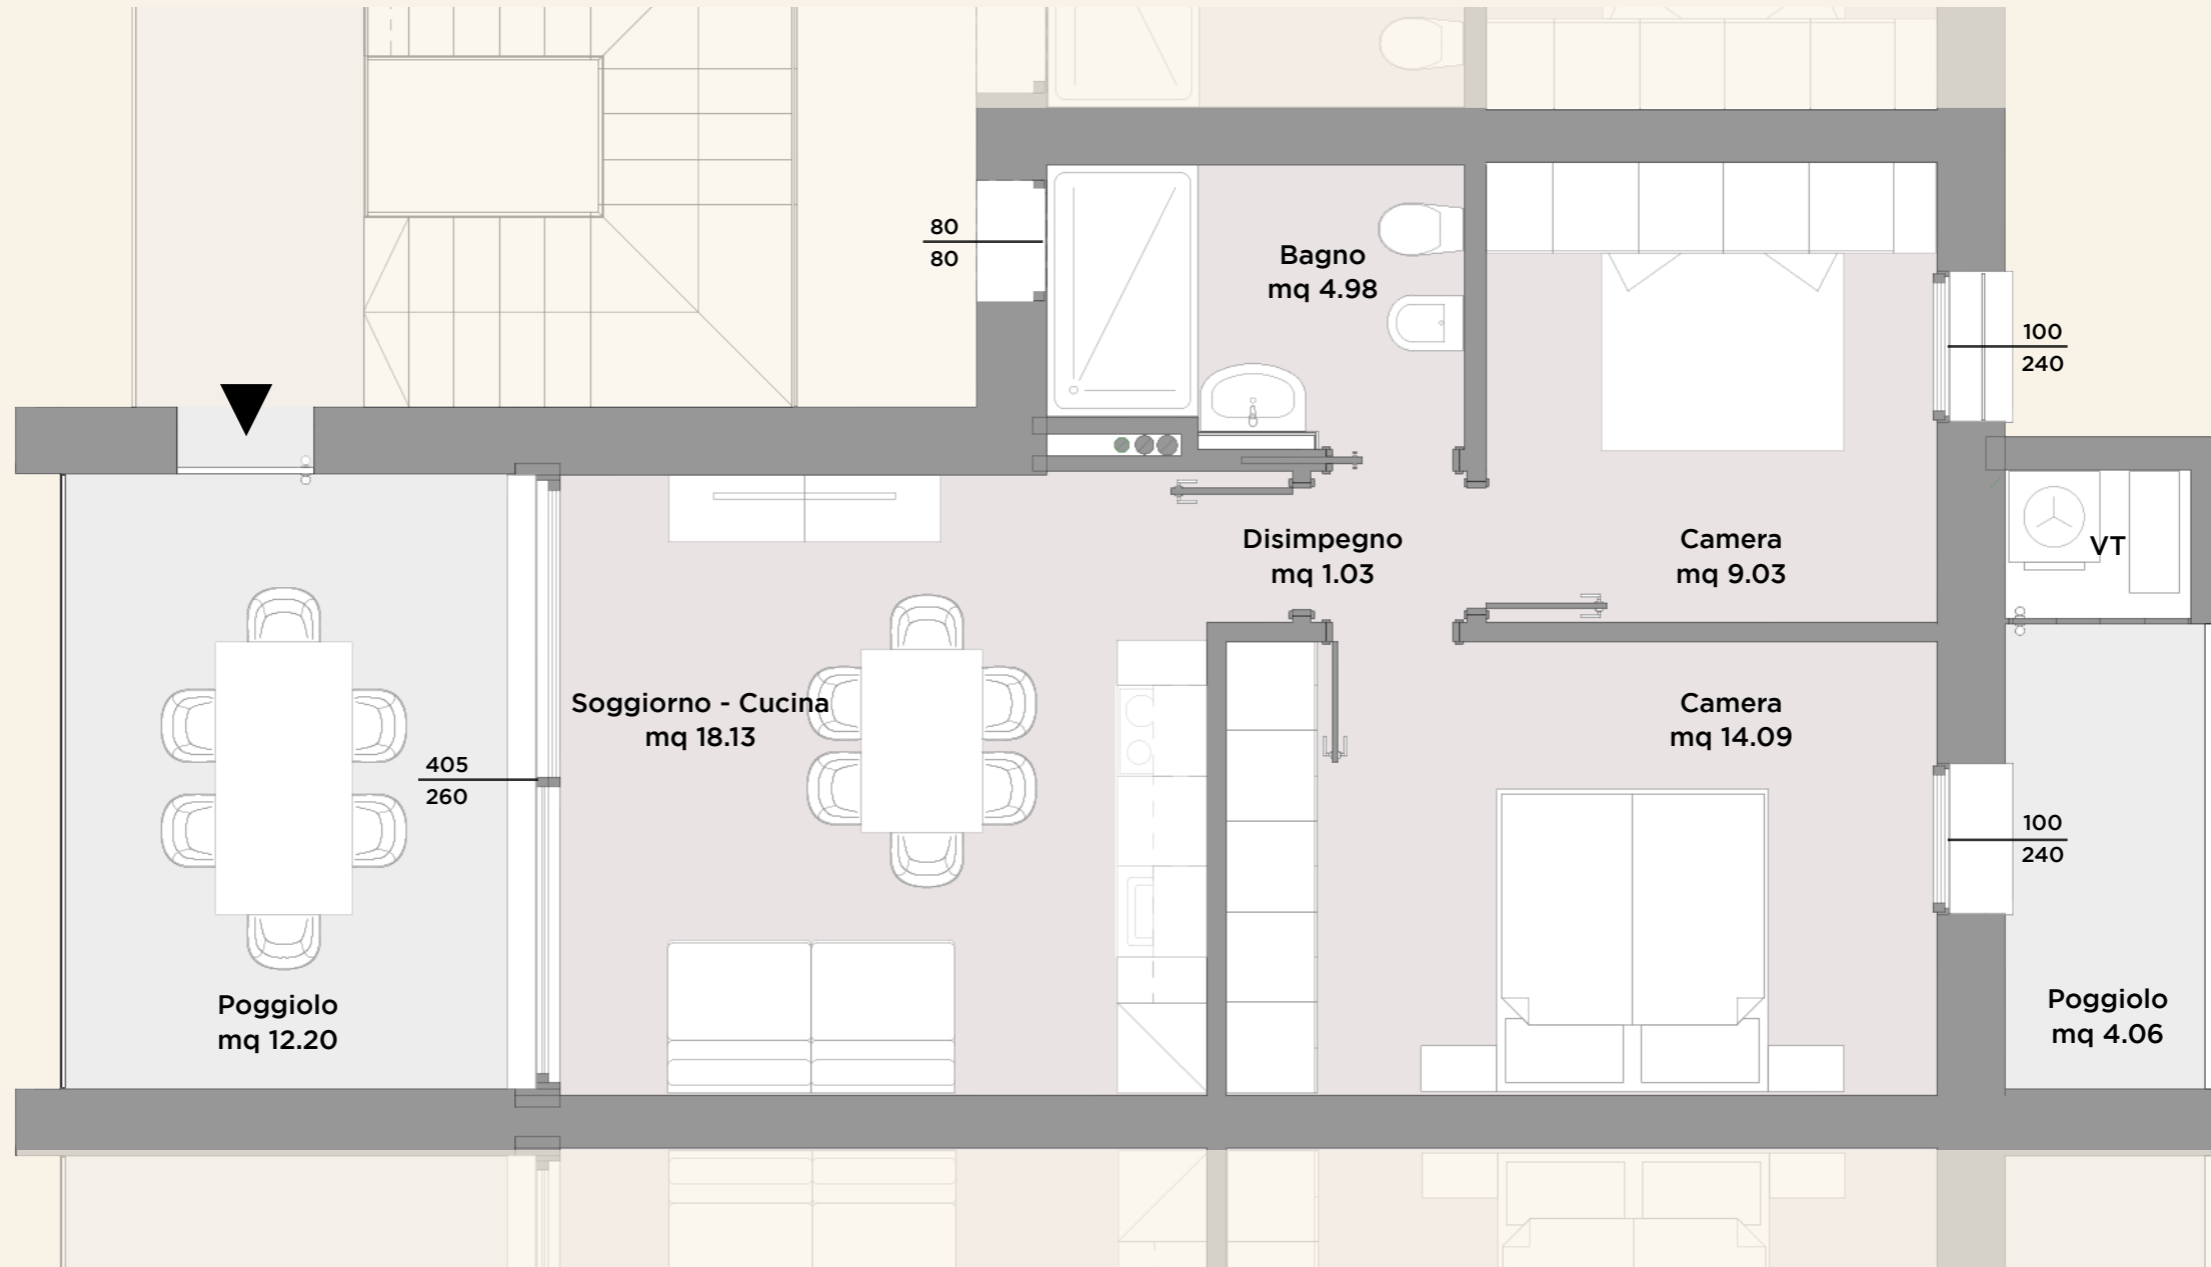 80
80
Bagno
mq 4.98
100
240
Disimpegno
mq 1.03
Camera
mq 9.03
VT
Soggiorno - Cucina
mq 18.13
Camera
mq 14.09
405
260
100
240
Poggiolo
mq 12.20
Poggiolo
mq 4.06